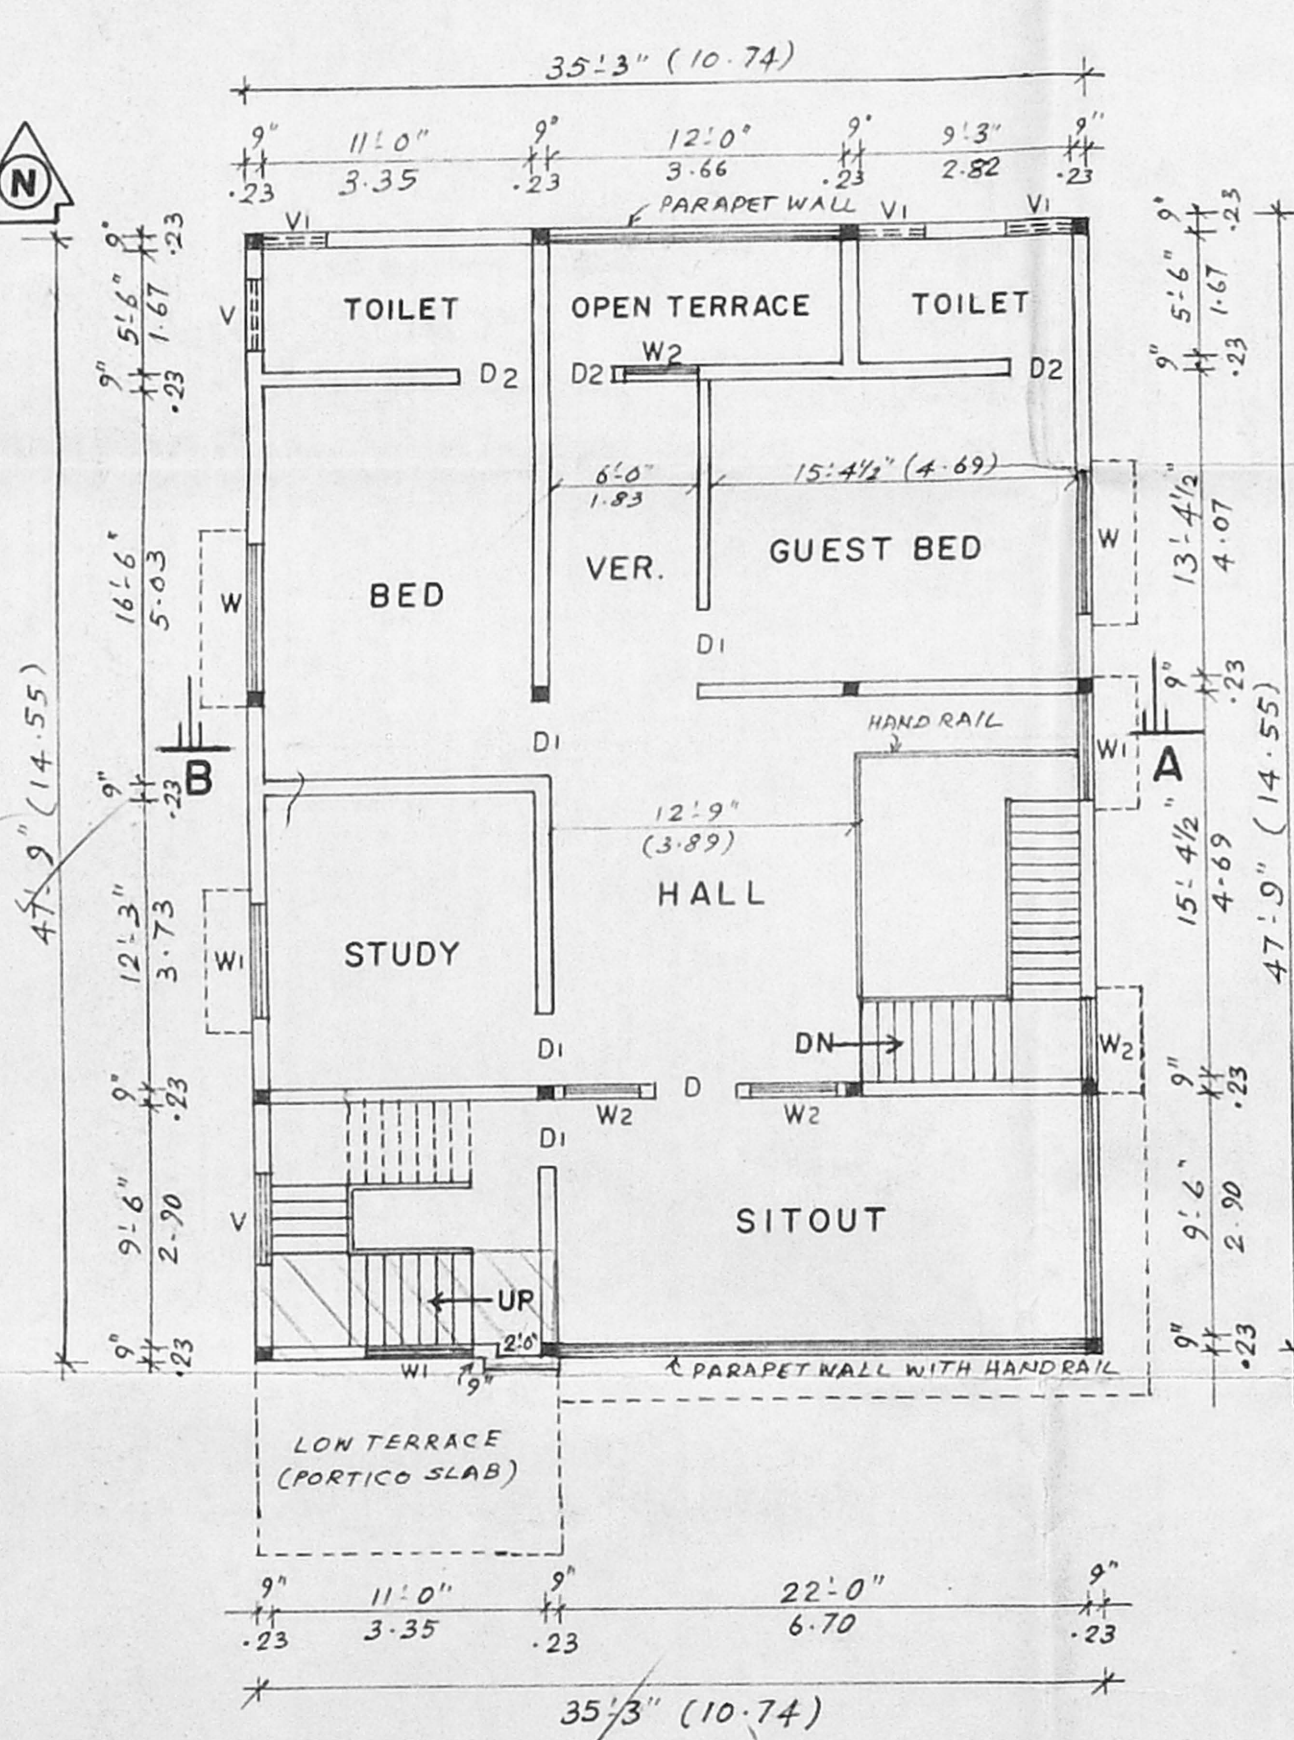 35'-3" (10.74)
9" 11'-0" 9" 12'-0" 9" 9'-3" 9"
.23 3.35 .23 3.66 .23 2.82 .23
N
PARAPET WALL
V1 V1 V1
9" .23
5'-6" 1.67
9" .23
16'-6" 5.03
9" .23
12'-3" 3.73
9" .23
9'-6" 2.90
9" .23
47'-9" (14.55)
V
TOILET OPEN TERRACE TOILET
W2
D2 D2 D2
6'-0" 15'-4½" (4.69)
1.83
GUEST BED
VER.
W BED W
D1
HAND RAIL
D1 W1
B A
12'-9"
(3.89)
HALL
STUDY
W1
DN W2
D1
D
W2 W2
D1
V SITOUT
UP
2'-0"
W1 9" PARAPET WALL WITH HANDRAIL
LOW TERRACE
(PORTICO SLAB)
9" .23
5'-6" 1.67
9" .23
13'-4½" 4.07
9" .23
15'-4½" 4.69
9" .23
9'-6" 2.90
9" .23
47'-9" (14.55)
9" 11'-0" 9" 22'-0" 9"
.23 3.35 .23 6.70 .23
35'-3" (10.74)